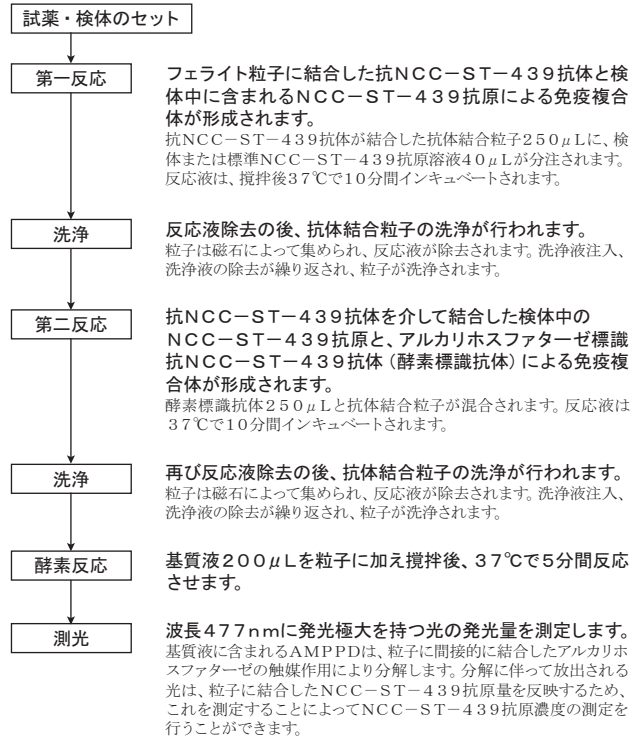 試薬・検体のセット
第一反応
フェライト粒子に結合した抗NCC－ST－439抗体と検
体中に含まれるNCC－ST－439抗原による免疫複合
体が形成されます。
抗NCC－ST－439抗体が結合した抗体結合粒子250μLに、検
体または標準NCC－ST－439抗原溶液40μLが分注されます。
反応液は、撹拌後37℃で10分間インキュベートされます。
洗浄
反応液除去の後、抗体結合粒子の洗浄が行われます。
粒子は磁石によって集められ、反応液が除去されます。洗浄液注入、
洗浄液の除去が繰り返され、粒子が洗浄されます。
第二反応
抗NCC－ST－439抗体を介して結合した検体中の
NCC－ST－439抗原と、アルカリホスファターゼ標識
抗NCC－ST－439抗体（酵素標識抗体）による免疫複
合体が形成されます。
酵素標識抗体250μLと抗体結合粒子が混合されます。反応液は
37℃で10分間インキュベートされます。
洗浄
再び反応液除去の後、抗体結合粒子の洗浄が行われます。
粒子は磁石によって集められ、反応液が除去されます。洗浄液注入、
洗浄液の除去が繰り返され、粒子が洗浄されます。
酵素反応
基質液200μLを粒子に加え撹拌後、37℃で5分間反応
させます。
測光
波長477nmに発光極大を持つ光の発光量を測定します。
基質液に含まれるAMPPDは、粒子に間接的に結合したアルカリホ
スファターゼの触媒作用により分解します。分解に伴って放出される
光は、粒子に結合したNCC－ST－439抗原量を反映するため、
これを測定することによってNCC－ST－439抗原濃度の測定を
行うことができます。